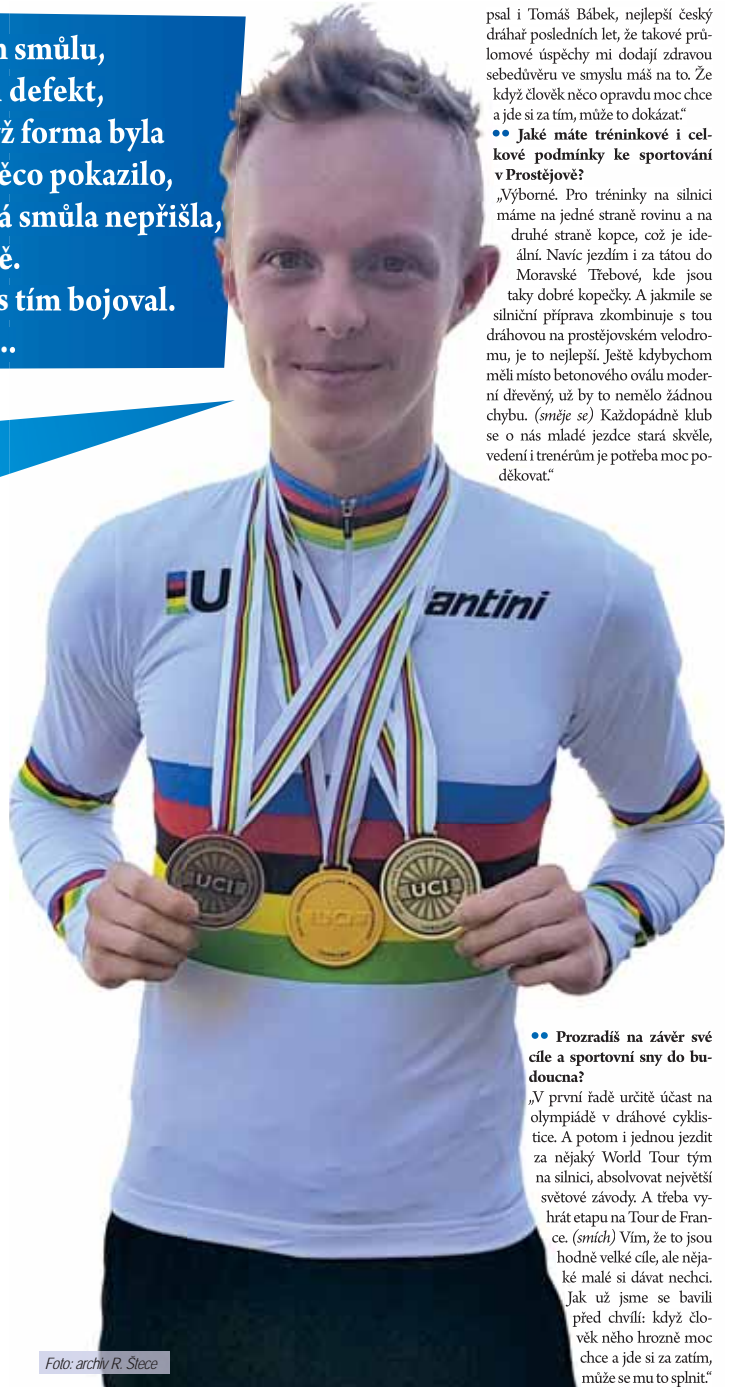 smůlu,
defekt,
ž forma byla
ěco pokazilo,
á smůla nepřišla,
ě.
s tím bojoval.
..
psal i Tomáš Bábek, nejlepší český
dráhař posledních let, že takové prů-
lomové úspěchy mi dodají zdravou
sebedůvěru ve smyslu máš na to. Že
když člověk něco opravdu moc chce
a jde si za tím, může to dokázat.“
•• Jaké máte tréninkové i cel-
kové podmínky ke sportování
v Prostějově?
„Výborné. Pro tréninky na silnici
máme na jedné straně rovinu a na
druhé straně kopce, což je ide-
ální. Navíc jezdím i za tátou do
Moravské Třebové, kde jsou
taky dobré kopečky. A jakmile se
silniční příprava zkombinuje s tou
dráhovou na prostějovském velodro-
mu, je to nejlepší. Ještě kdybychom
měli místo betonového oválu moder-
ní dřevěný, už by to nemělo žádnou
chybu. (směje se) Každopádně klub
se o nás mladé jezdce stará skvěle,
vedení i trenérům je potřeba moc po-
děkovat.“
U
antini
UCI
UCI
UCI
•• Prozradíš na závěr své
cíle a sportovní sny do bu-
doucna?
„V první řadě určitě účast na
olympiádě v dráhové cyklis-
tice. A potom i jednou jezdit
za nějaký World Tour tým
na silnici, absolvovat největší
světové závody. A třeba vy-
hrát etapu na Tour de Fran-
ce. (smích) Vím, že to jsou
hodně velké cíle, ale něja-
ké malé si dávat nechci.
Jak už jsme se bavili
před chvílí: když člo-
věk něho hrozně moc
chce a jde si za zatím,
může se mu to splnit.“
Foto: archiv R. Štece